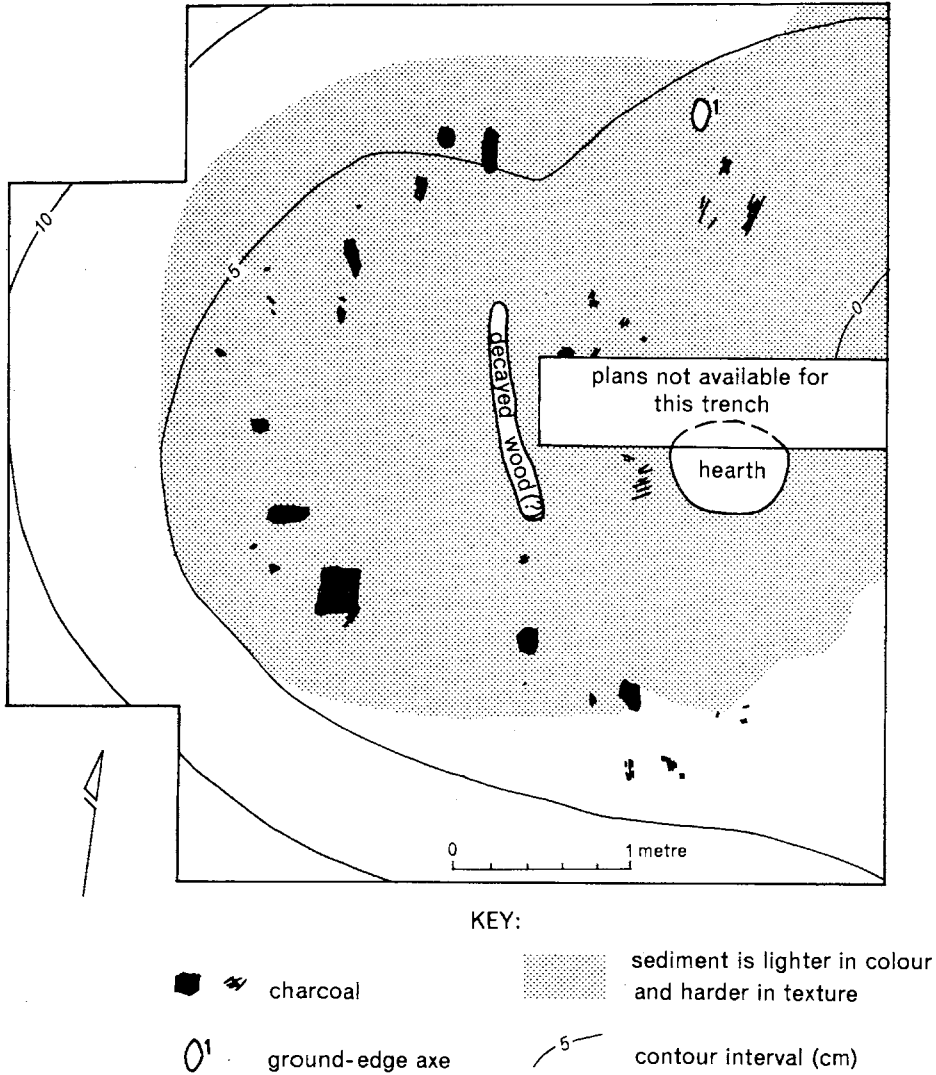 1
10
5
0
decayed wood(?)
plans not available for
this trench
hearth
0 1 metre
KEY:
charcoal
sediment is lighter in colour
and harder in texture
1
ground-edge axe
5
contour interval (cm)